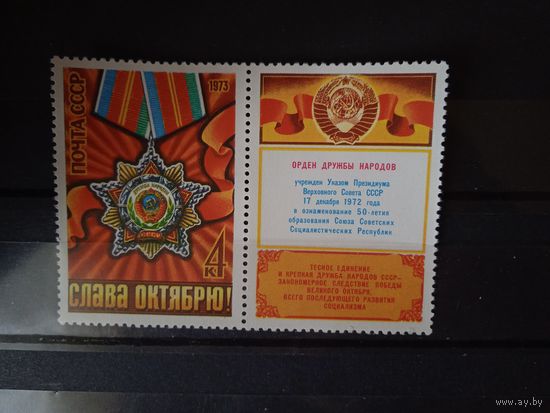 ПОЧТА СССР
1973
4
К
СЛАВА ОКТЯБРЮ!
ОРДЕН ДРУЖБЫ НАРОДОВ
учрежден Указом Президиума
Верховного Совета СССР
17 декабря 1972 года
в ознаменование 50-летия
образования Союза Советских
Социалистических Республик
ТЕСНОЕ ЕДИНЕНИЕ
И КРЕПКАЯ ДРУЖБА НАРОДОВ СССР–
ЗАКОНОМЕРНОЕ СЛЕДСТВИЕ ПОБЕДЫ
ВЕЛИКОГО ОКТЯБРЯ,
ВСЕГО ПОСЛЕДУЮЩЕГО РАЗВИТИЯ
СОЦИАЛИЗМА
www.ay.by